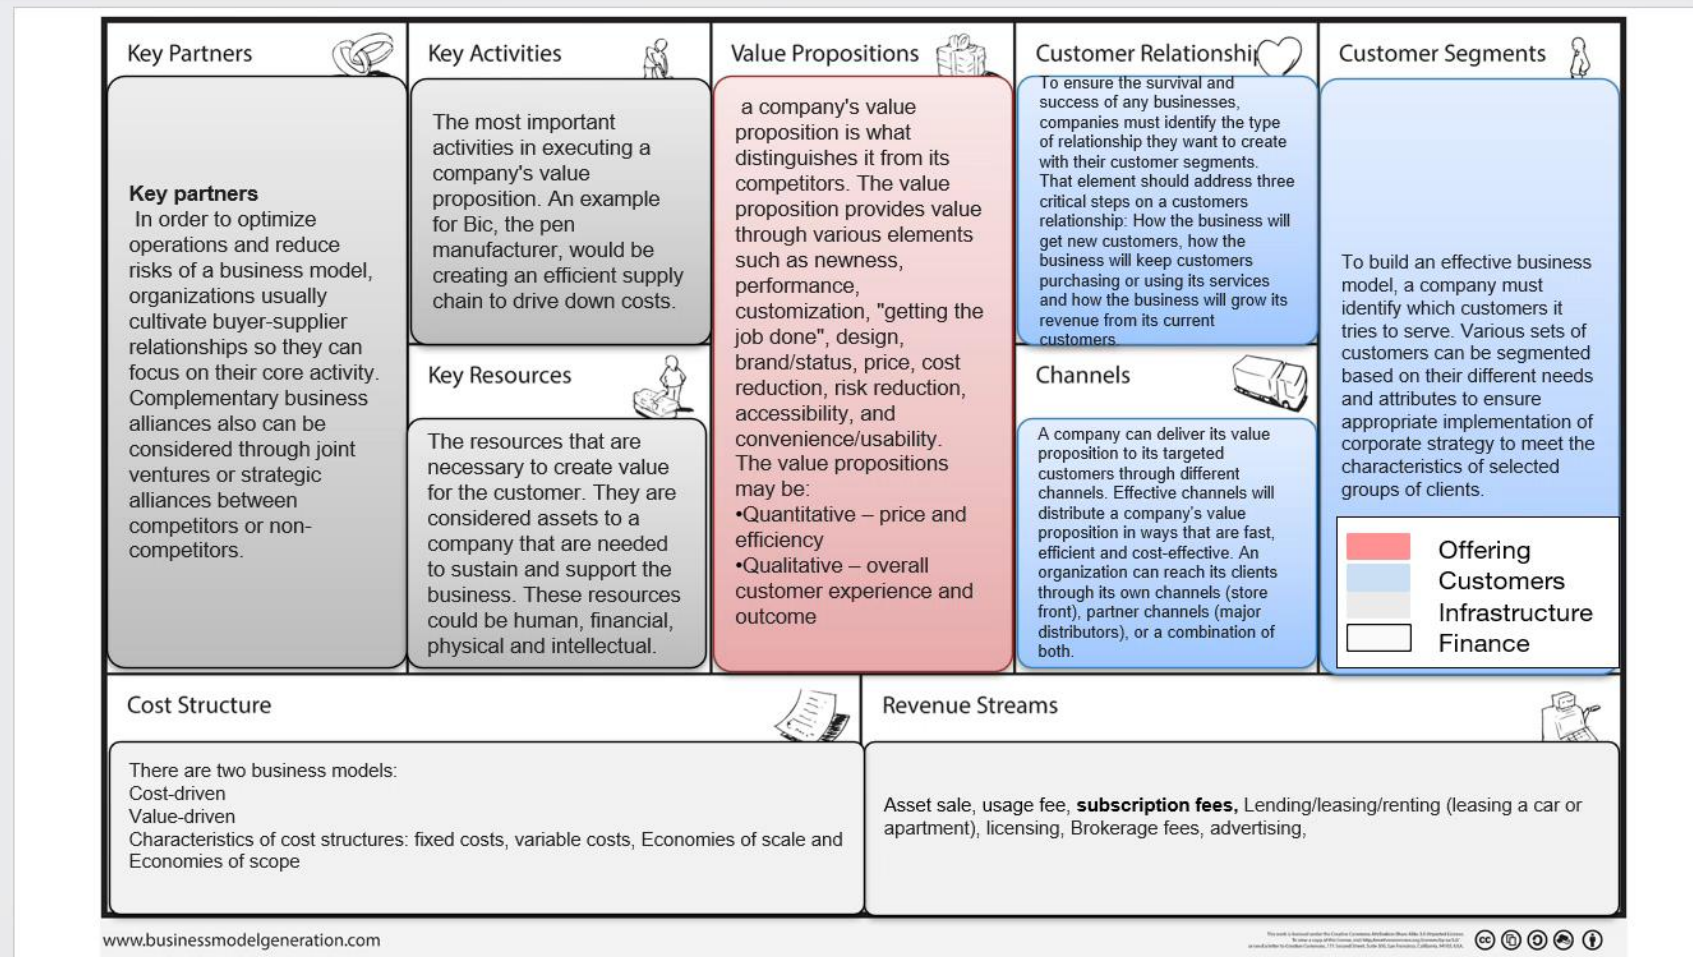 Key Partners
Key partners
In order to optimize
operations and reduce
risks of a business model,
organizations usually
cultivate buyer-supplier
relationships so they can
focus on their core activity.
Complementary business
alliances also can be
considered through joint
ventures or strategic
alliances between
competitors or non-
competitors.
Key Activities
The most important
activities in executing a
company's value
proposition. An example
for Bic, the pen
manufacturer, would be
creating an efficient supply
chain to drive down costs.
Key Resources
The resources that are
necessary to create value
for the customer. They are
considered assets to a
company that are needed
to sustain and support the
business. These resources
could be human, financial,
physical and intellectual.
Value Propositions
a company's value
proposition is what
distinguishes it from its
competitors. The value
proposition provides value
through various elements
such as newness,
performance,
customization, "getting the
job done", design,
brand/status, price, cost
reduction, risk reduction,
accessibility, and
convenience/usability.
The value propositions
may be:
•Quantitative – price and
efficiency
•Qualitative – overall
customer experience and
outcome
Customer Relationship
To ensure the survival and
success of any businesses,
companies must identify the type
of relationship they want to create
with their customer segments.
That element should address three
critical steps on a customers
relationship: How the business will
get new customers, how the
business will keep customers
purchasing or using its services
and how the business will grow its
revenue from its current
customers
Channels
A company can deliver its value
proposition to its targeted
customers through different
channels. Effective channels will
distribute a company's value
proposition in ways that are fast,
efficient and cost-effective. An
organization can reach its clients
through its own channels (store
front), partner channels (major
distributors), or a combination of
both.
Customer Segments
To build an effective business
model, a company must
identify which customers it
tries to serve. Various sets of
customers can be segmented
based on their different needs
and attributes to ensure
appropriate implementation of
corporate strategy to meet the
characteristics of selected
groups of clients.
Offering
Customers
Infrastructure
Finance
Cost Structure
There are two business models:
Cost-driven
Value-driven
Characteristics of cost structures: fixed costs, variable costs, Economies of scale and
Economies of scope
Revenue Streams
Asset sale, usage fee, subscription fees, Lending/leasing/renting (leasing a car or
apartment), licensing, Brokerage fees, advertising,
www.businessmodelgeneration.com
cc